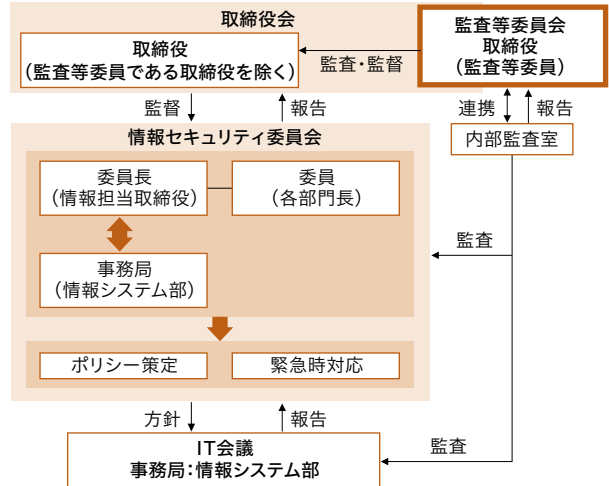 取締役会
取締役
(監査等委員である取締役を除く)
監査・監督
監査等委員会
取締役
(監査等委員)
監督
報告
連携
報告
情報セキュリティ委員会
内部監査室
委員長
(情報担当取締役)
委員
(各部門長)
監査
事務局
(情報システム部)
ポリシー策定
緊急時対応
方針
報告
IT会議
事務局:情報システム部
監査